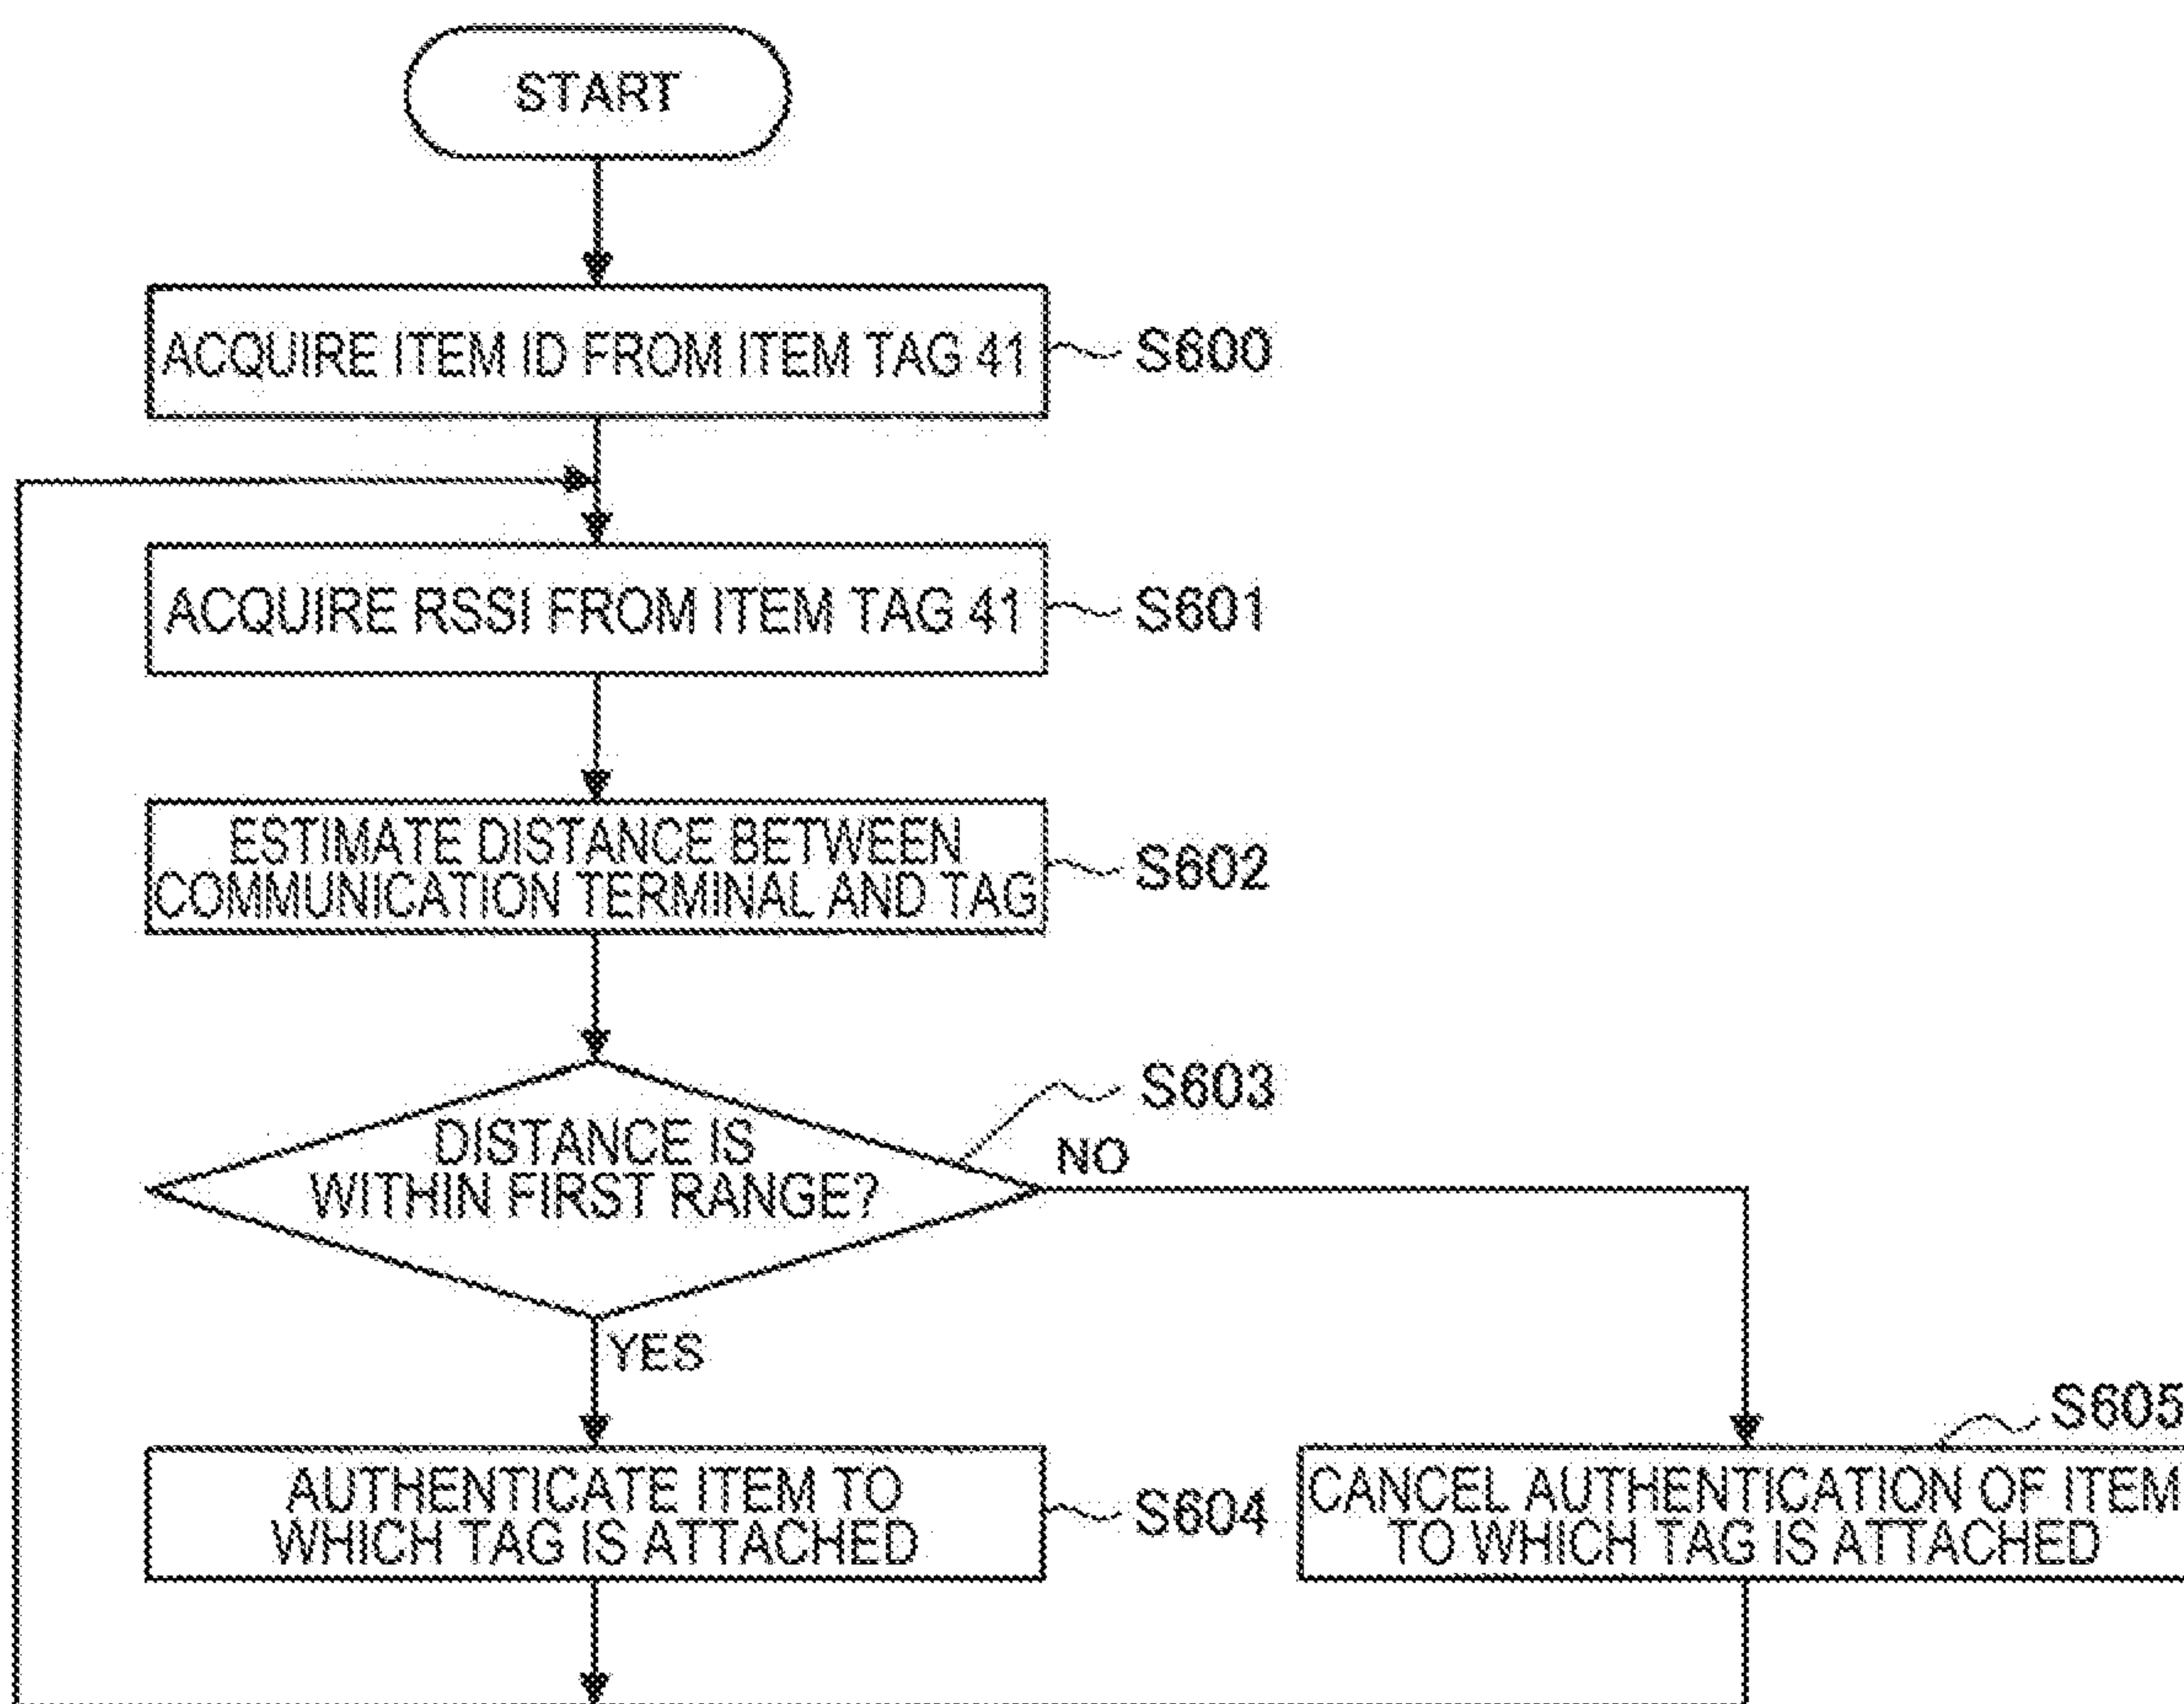 START
ACQUIRE ITEM ID FROM ITEM TAG 41
S600
ACQUIRE RSSI FROM ITEM TAG 41
S601
ESTIMATE DISTANCE BETWEEN
COMMUNICATION TERMINAL AND TAG
S602
S603
DISTANCE IS
WITHIN FIRST RANGE?
NO
YES
AUTHENTICATE ITEM TO
WHICH TAG IS ATTACHED
S604
S605
CANCEL AUTHENTICATION OF ITEM
TO WHICH TAG IS ATTACHED